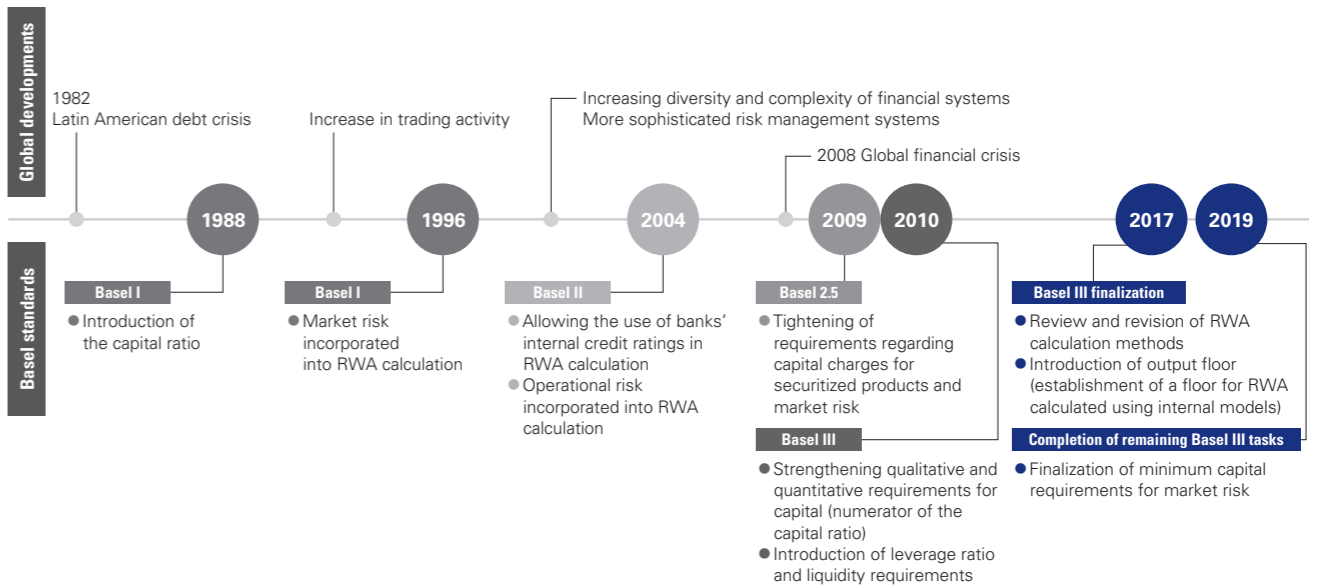 Global developments
1982
Latin American debt crisis
Increase in trading activity
Increasing diversity and complexity of financial systems
More sophisticated risk management systems
2008 Global financial crisis
1988
1996
2004
2009
2010
2017
2019
Basel standards
Basel I
● Introduction of
the capital ratio
Basel I
● Market risk
incorporated
into RWA calculation
Basel II
● Allowing the use of banks'
internal credit ratings in
RWA calculation
● Operational risk
incorporated into RWA
calculation
Basel 2.5
● Tightening of
requirements regarding
capital charges for
securitized products and
market risk
Basel III
● Strengthening qualitative and
quantitative requirements for
capital (numerator of the
capital ratio)
● Introduction of leverage ratio
and liquidity requirements
Basel III finalization
● Review and revision of RWA
calculation methods
● Introduction of output floor
(establishment of a floor for RWA
calculated using internal models)
Completion of remaining Basel III tasks
● Finalization of minimum capital
requirements for market risk